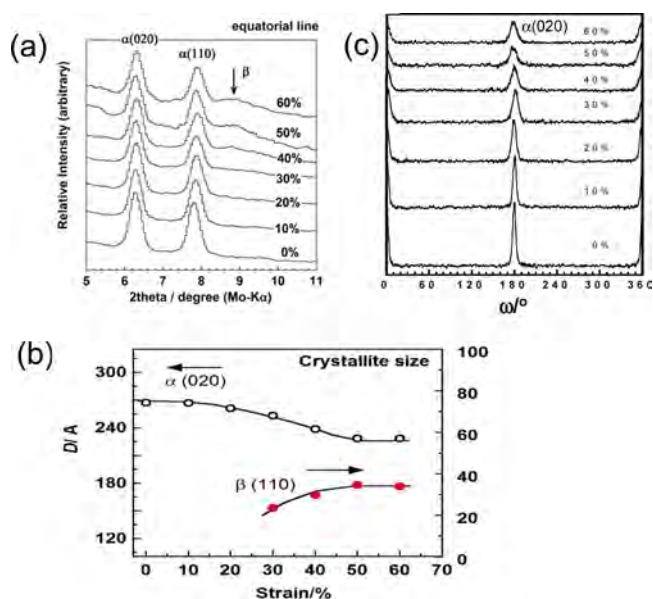 (a)
equatorial line
α(020)
α(110)
β
60%
50%
40%
30%
20%
10%
0%
Relative Intensity (arbitrary)
5 6 7 8 9 10 11
2theta / degree (Mo-Kα)
(c)
α(020)
60%
50%
40%
30%
20%
10%
0%
0 60 120 180 240 300 360
ω/°
(b)
Crystallite size
α (020)
β (110)
D/A
300
240
180
120
100
80
60
40
20
0
0 10 20 30 40 50 60 70
Strain/%